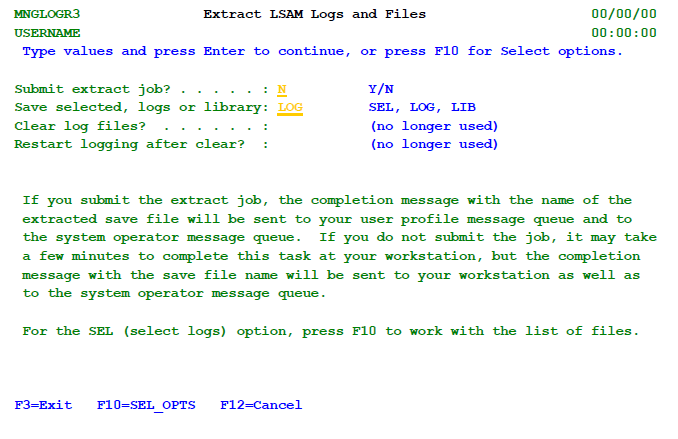 MNGLOGR3 Extract LSAM Logs and Files 00/00/00
USERNAME 00:00:00
Type values and press Enter to continue, or press F10 for Select options.
Submit extract job? . . . . . : N Y/N
Save selected, logs or library: LOG SEL, LOG, LIB
Clear log files? . . . . . . : (no longer used)
Restart logging after clear? : (no longer used)
If you submit the extract job, the completion message with the name of the
extracted save file will be sent to your user profile message queue and to
the system operator message queue. If you do not submit the job, it may take
a few minutes to complete this task at your workstation, but the completion
message with the save file name will be sent to your workstation as well as
to the system operator message queue.
For the SEL (select logs) option, press F10 to work with the list of files.
F3=Exit F10=SEL_OPTS F12=Cancel